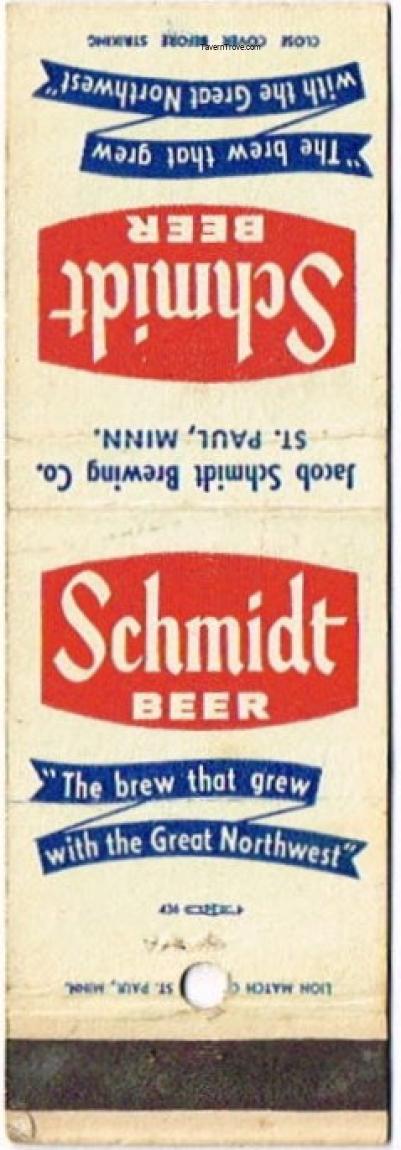 CLOSE COVER BEFORE STRIKING
TavernTrove.com
"The brew that grew
with the Great Northwest"
Schmidt
BEER
Jacob Schmidt Brewing Co.
ST. PAUL, MINN.
Schmidt
BEER
"The brew that grew
with the Great Northwest"
LION MATCH C ST. PAUL, MINN.